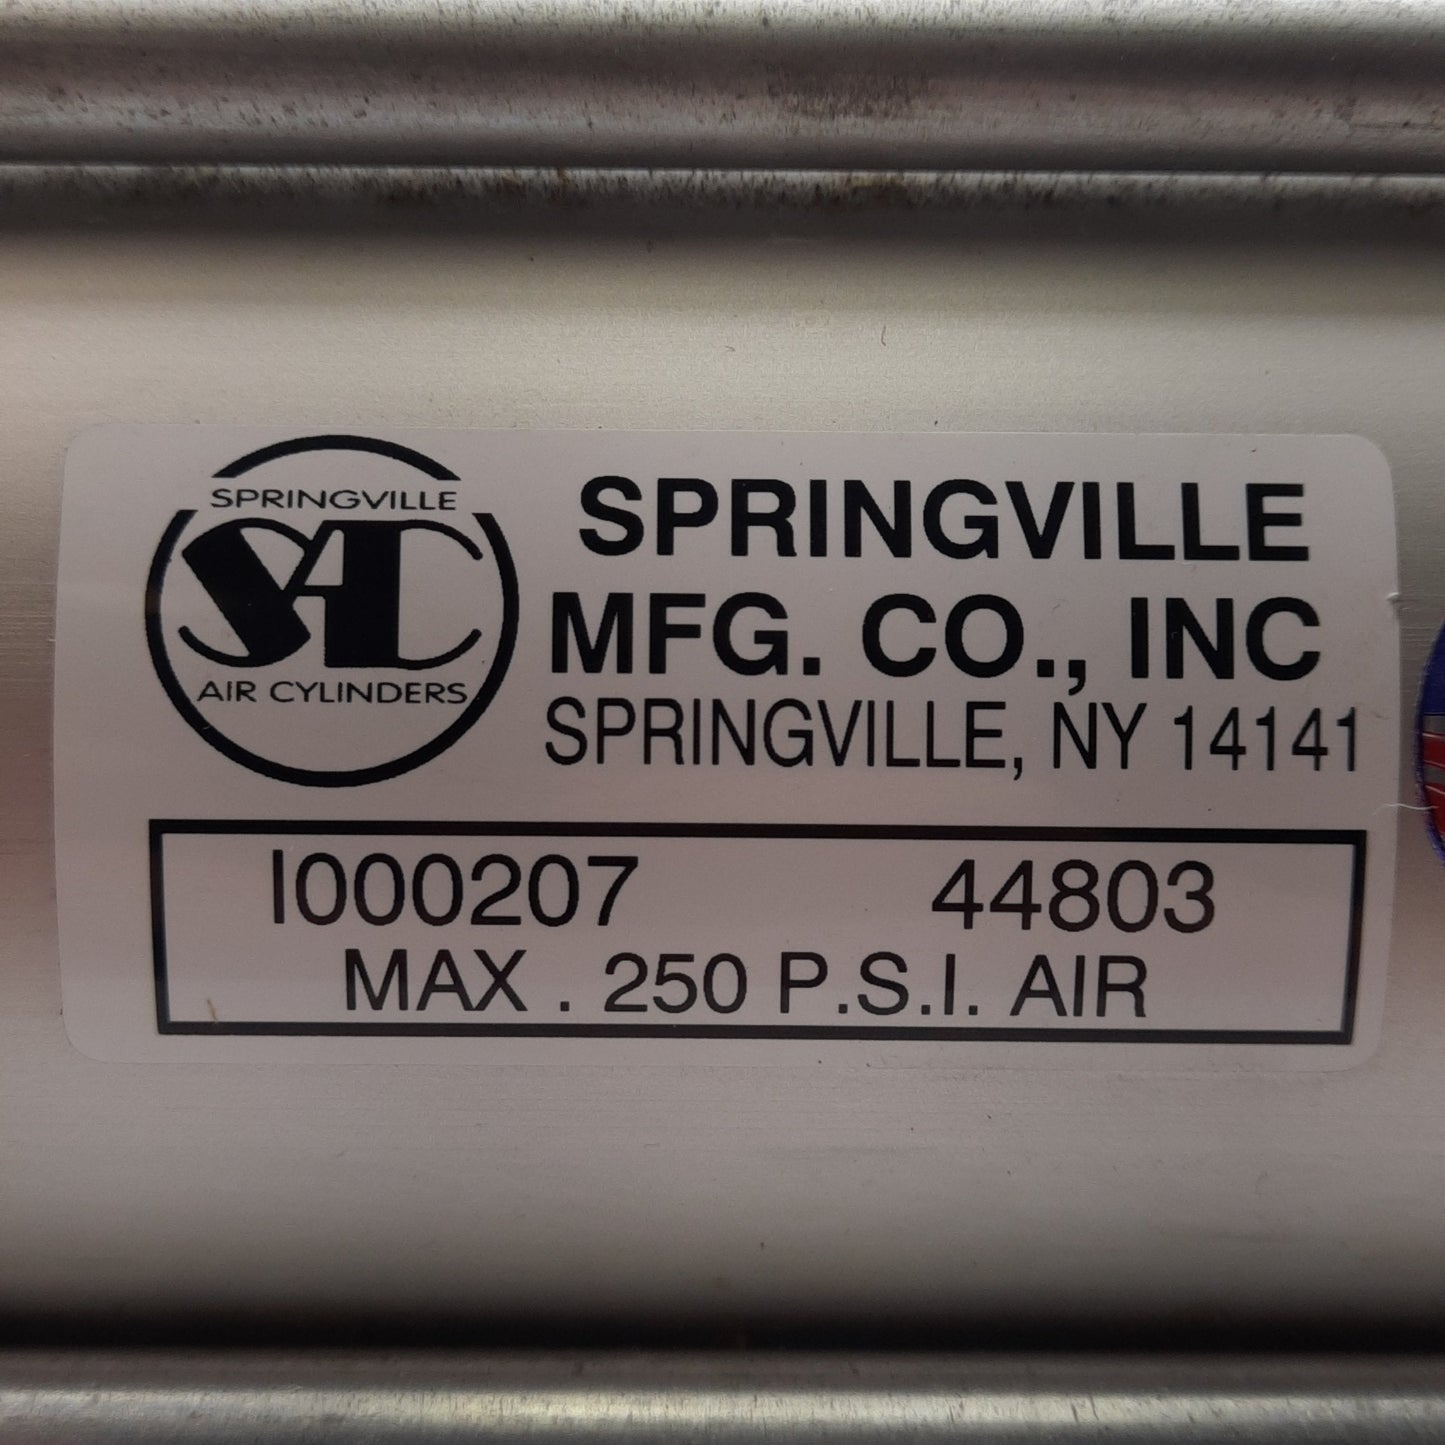 SPRINGVILLE
SAC
AIR CYLINDERS
SPRINGVILLE
MFG. CO., INC
SPRINGVILLE, NY 14141
I000207 44803
MAX . 250 P.S.I. AIR